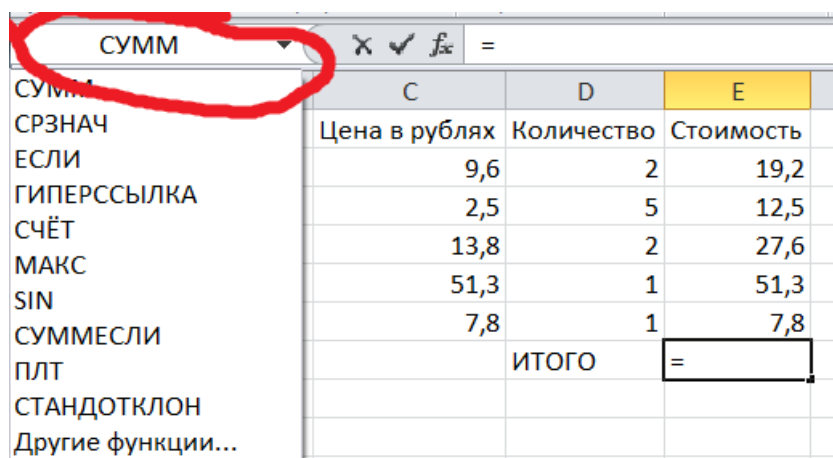 СУММ fx =
СУММ
СРЗНАЧ
ЕСЛИ
ГИПЕРССЫЛКА
СЧЁТ
МАКС
SIN
СУММЕСЛИ
ПЛТ
СТАНДОТКЛОН
Другие функции...
C D E
Цена в рублях Количество Стоимость
9,6 2 19,2
2,5 5 12,5
13,8 2 27,6
51,3 1 51,3
7,8 1 7,8
ИТОГО =